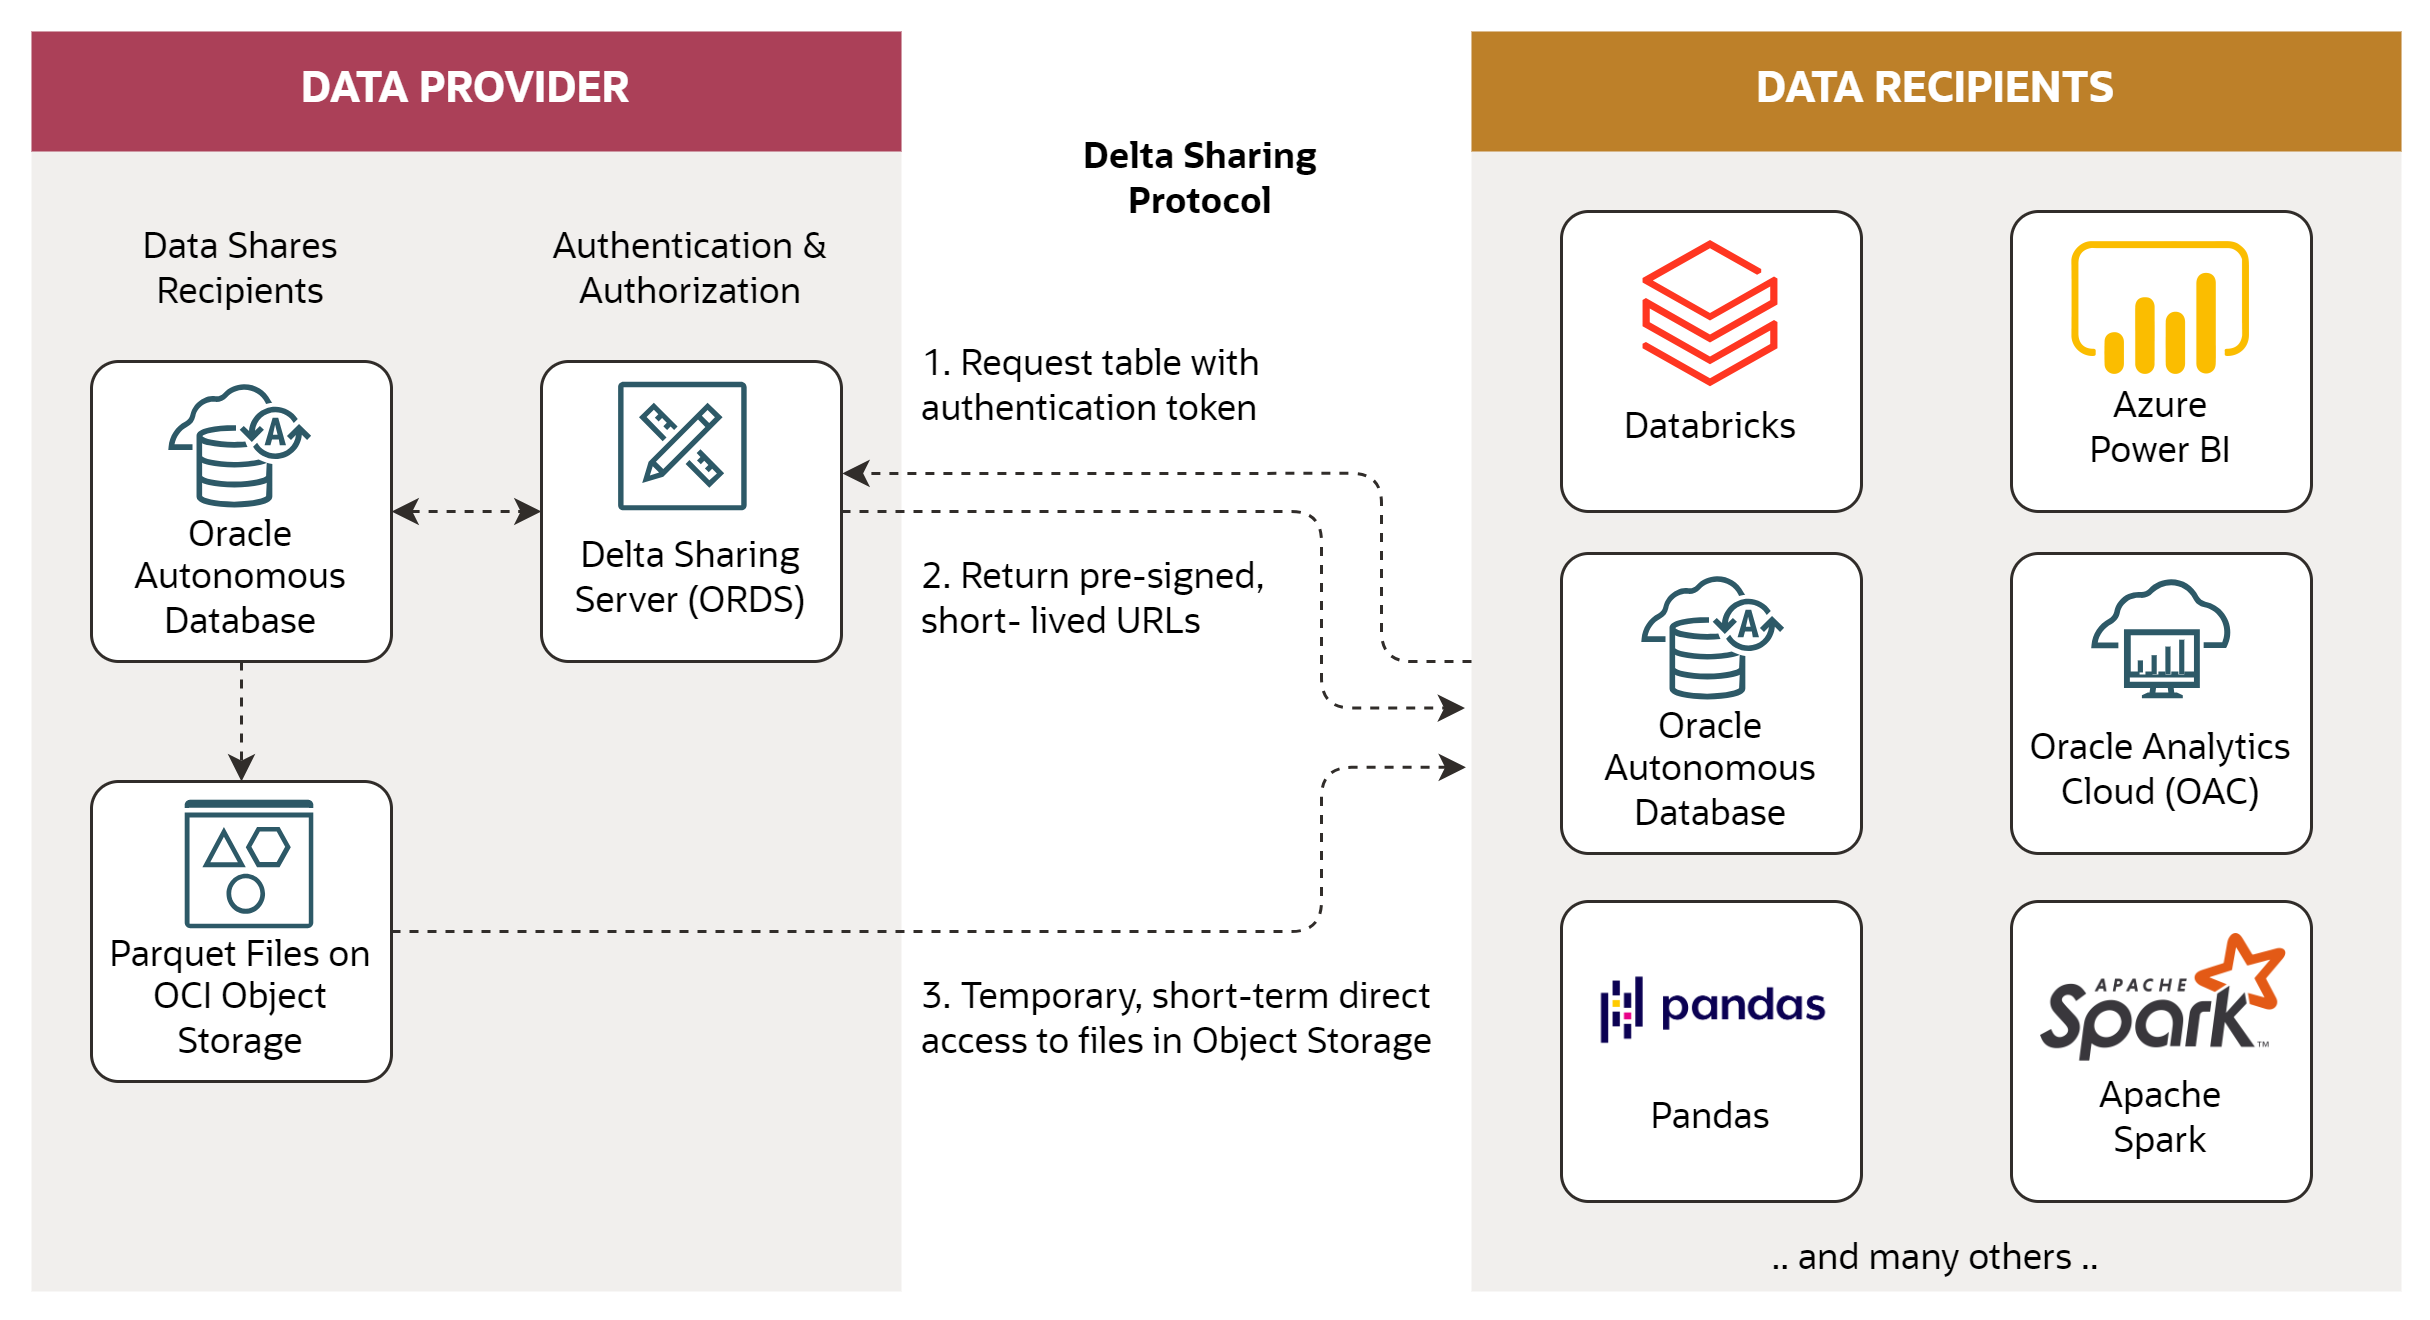 DATA PROVIDER
DATA RECIPIENTS
Delta Sharing
Protocol
Data Shares
Recipients
Authentication &
Authorization
A
Oracle
Autonomous
Database
Delta Sharing
Server (ORDS)
Parquet Files on
OCI Object
Storage
1. Request table with
authentication token
2. Return pre-signed,
short- lived URLs
3. Temporary, short-term direct
access to files in Object Storage
Databricks
Azure
Power BI
A
Oracle
Autonomous
Database
Oracle Analytics
Cloud (OAC)
pandas
Pandas
APACHE
Spark™
Apache
Spark
.. and many others ..